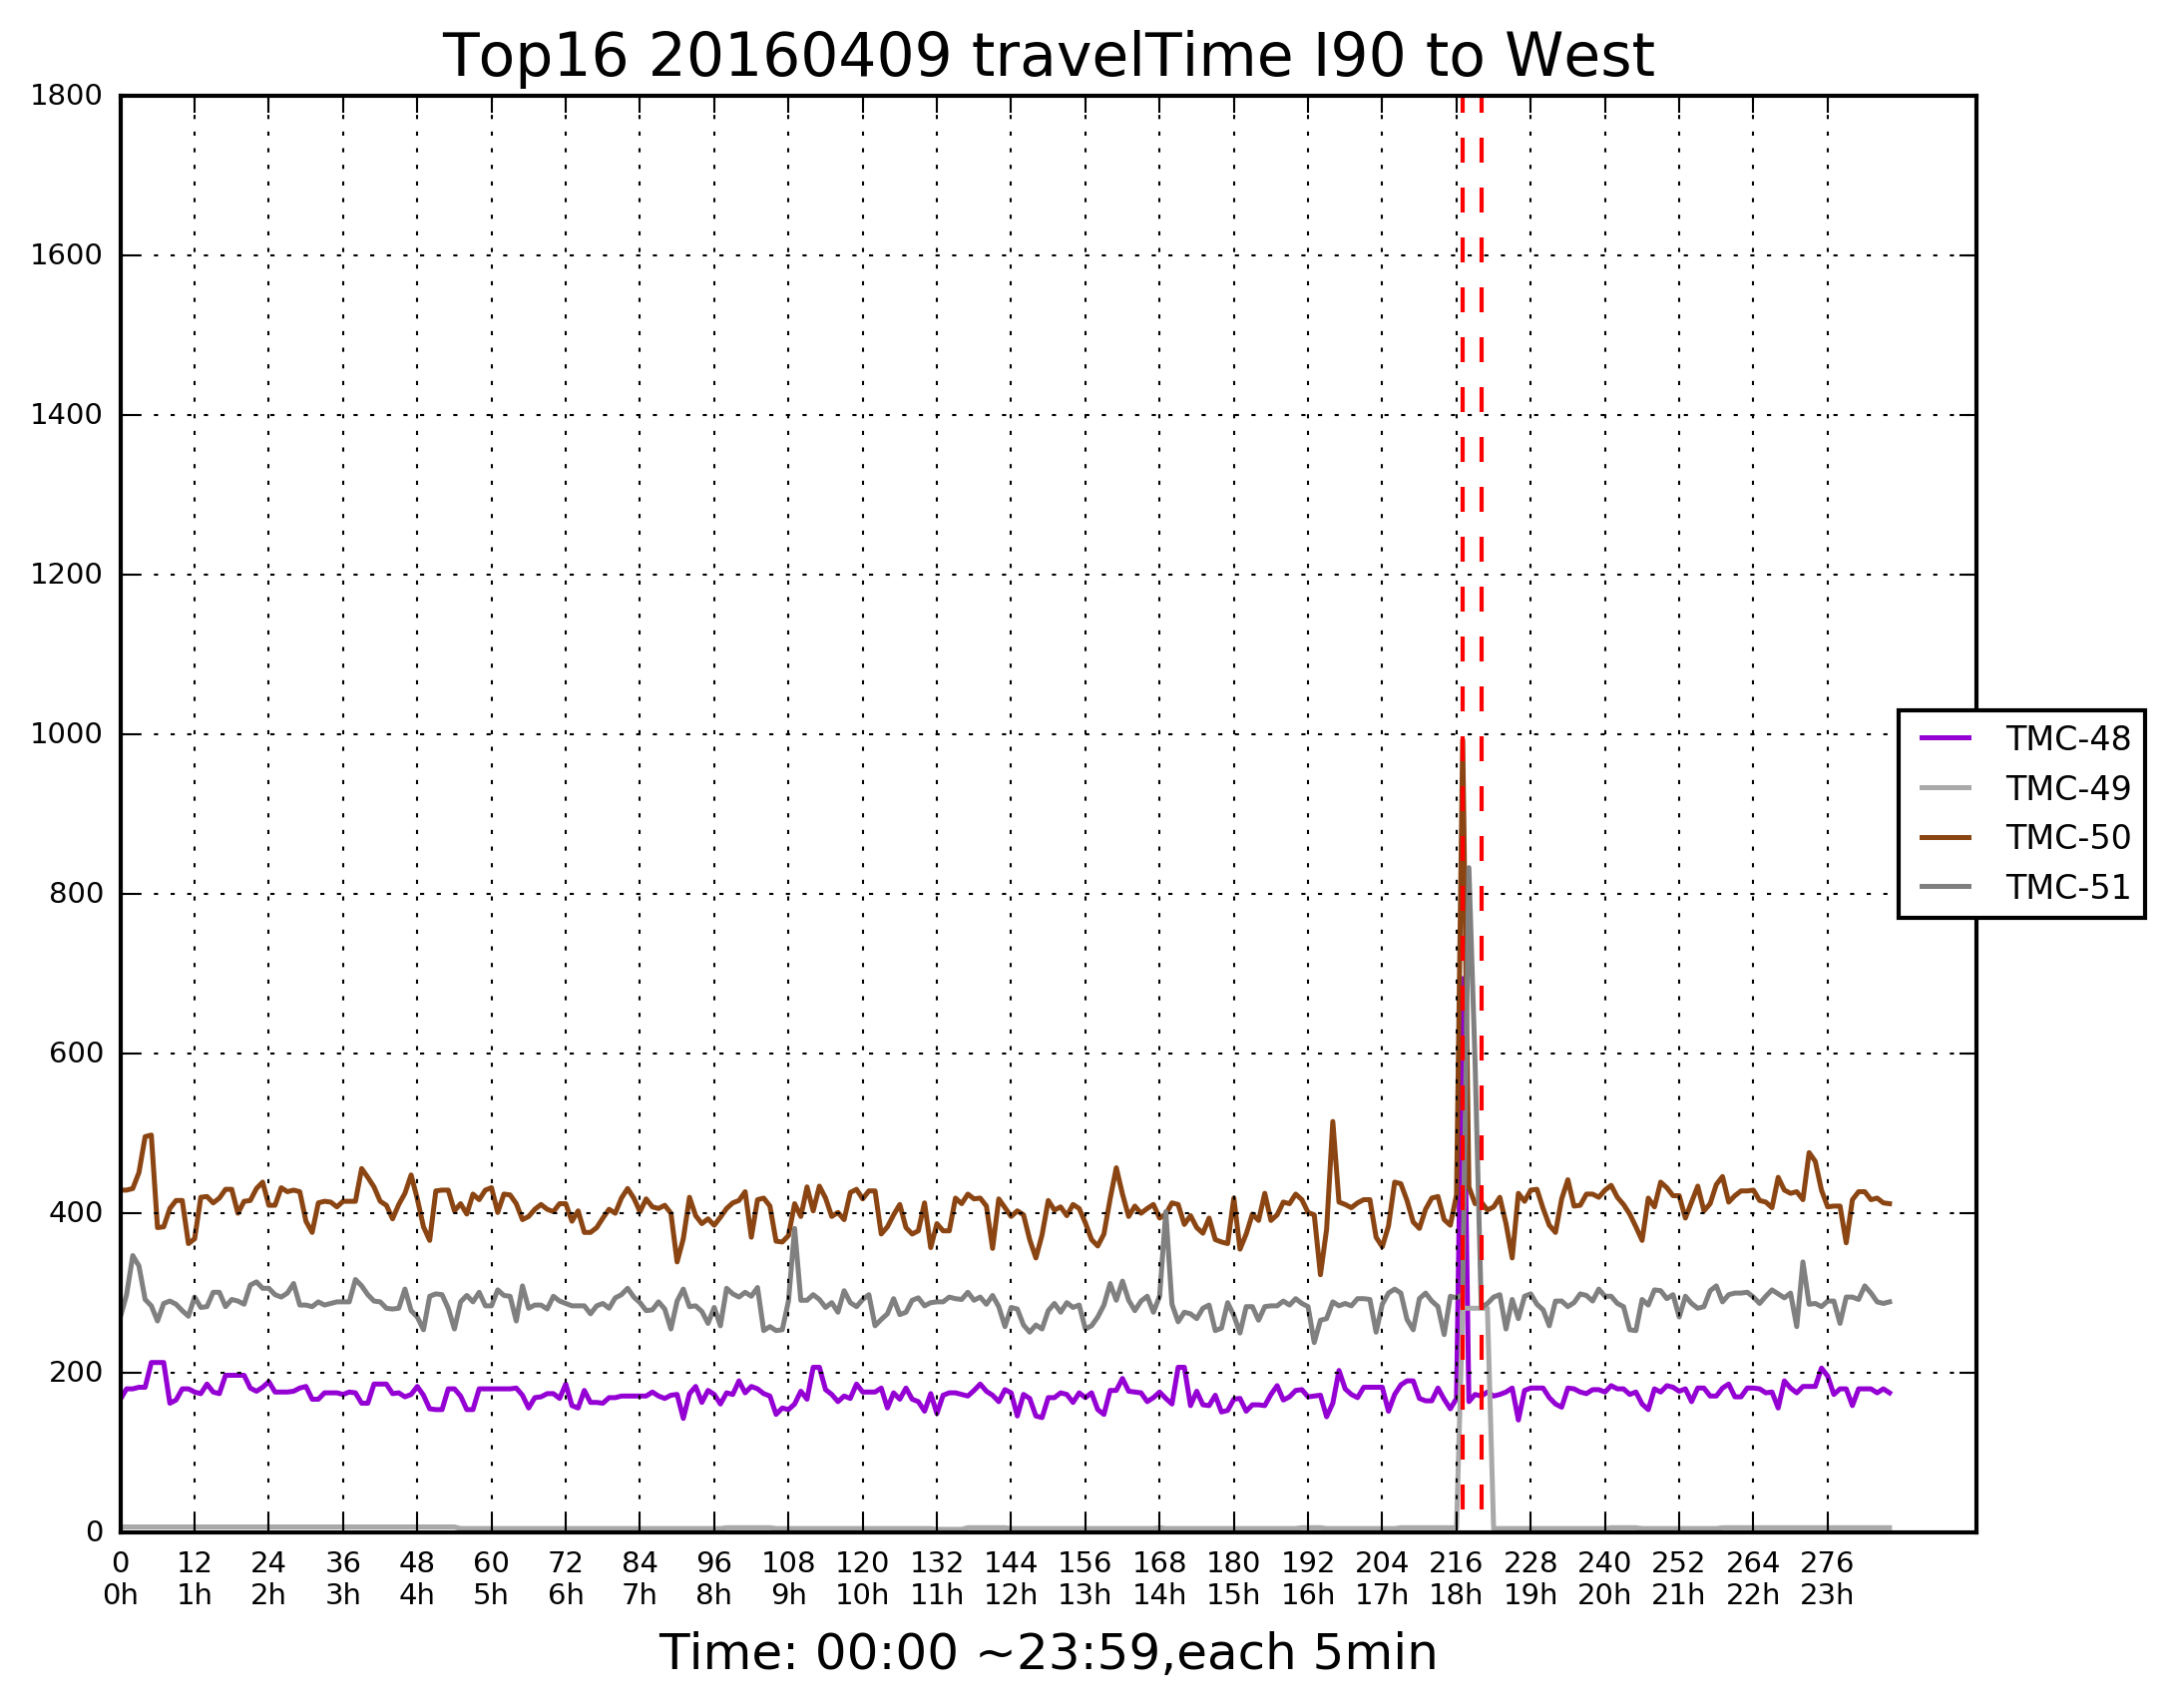 Top16 20160409 travelTime I90 to West
1800
1600
1400
1200
1000
800
600
400
200
0
TMC-48
TMC-49
TMC-50
TMC-51
0 12 24 36 48 60 72 84 96 108 120 132 144 156 168 180 192 204 216 228 240 252 264 276
0h 1h 2h 3h 4h 5h 6h 7h 8h 9h 10h 11h 12h 13h 14h 15h 16h 17h 18h 19h 20h 21h 22h 23h
Time: 00:00 ~23:59,each 5min